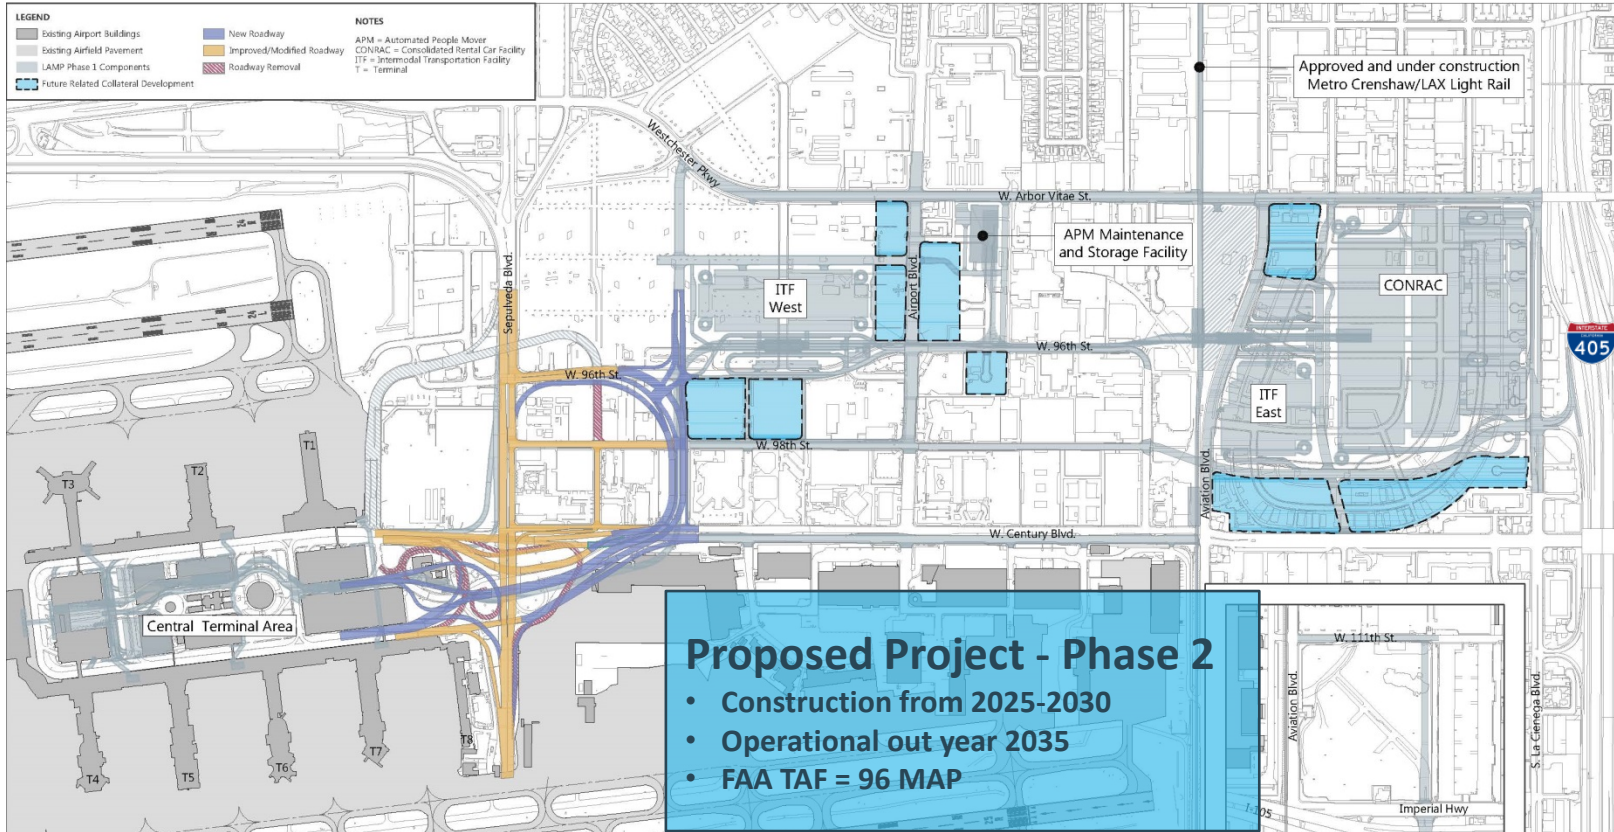 LEGEND
Existing Airport Buildings
Existing Airfield Pavement
LAMP Phase 1 Components
Future Related Collateral Development
New Roadway
Improved/Modified Roadway
Roadway Removal
NOTES
APM = Automated People Mover
CONRAC = Consolidated Rental Car Facility
ITF = Intermodal Transportation Facility
T = Terminal
Approved and under construction
Metro Crenshaw/LAX Light Rail
Westchester Pkwy
W. Arbor Vitae St.
APM Maintenance
and Storage Facility
Sepulveda Blvd.
ITF
West
Airport Blvd.
CONRAC
INTERSTATE
CALIFORNIA
405
W. 96th St.
W. 96th St.
ITF
East
W. 98th St.
T1
T2
T3
Aviation Blvd.
W. Century Blvd.
Central Terminal Area
Proposed Project - Phase 2
• Construction from 2025-2030
• Operational out year 2035
• FAA TAF = 96 MAP
W. 111th St.
Aviation Blvd.
S. La Cienega Blvd.
T4
T5
T6
T7
T8
I-105
Imperial Hwy